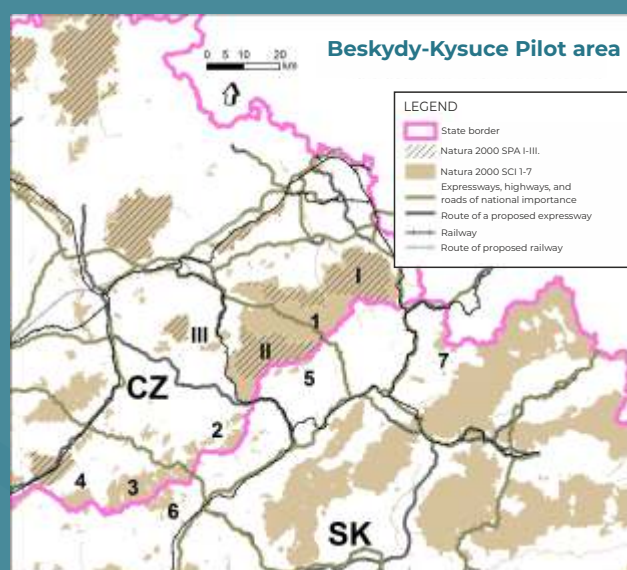 Beskydy-Kysuce Pilot area
0 5 10 20
km
LEGEND
State border
Natura 2000 SPA I-III.
Natura 2000 SCI 1-7
Expressways, highways, and
roads of national importance
Route of a proposed expressway
Railway
Route of proposed railway
I
1
III
II
7
5
CZ
2
4
3
6
SK